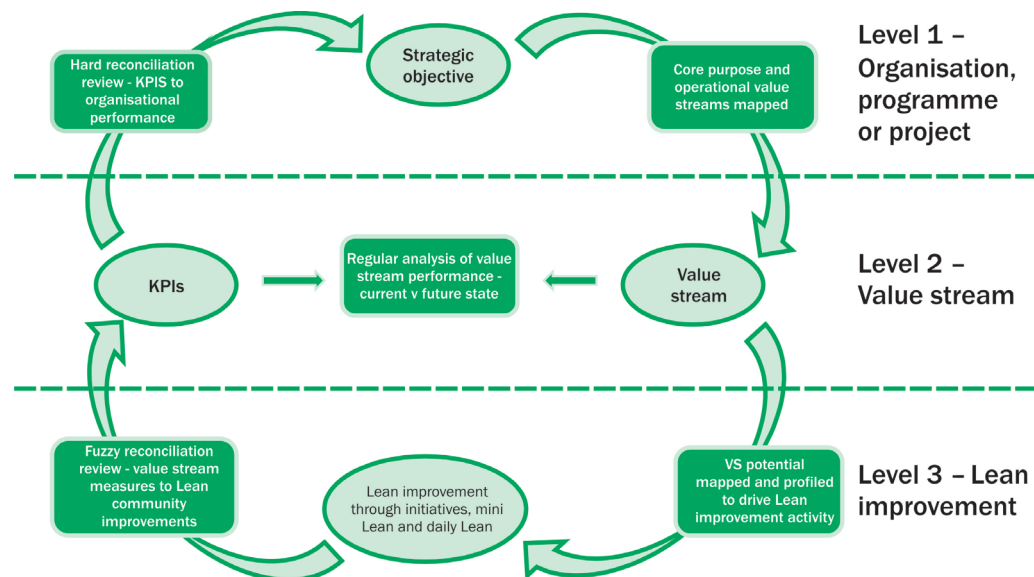 Hard reconciliation
review - KPIS to
organisational
performance
Strategic
objective
Core purpose and
operational value
streams mapped
Level 1 –
Organisation,
programme
or project
KPIs
Regular analysis of value
stream performance -
current v future state
Value
stream
Level 2 –
Value stream
Fuzzy reconciliation
review - value stream
measures to Lean
community
improvements
Lean improvement
through initiatives, mini
Lean and daily Lean
VS potential
mapped and profiled
to drive Lean
improvement activity
Level 3 – Lean
improvement